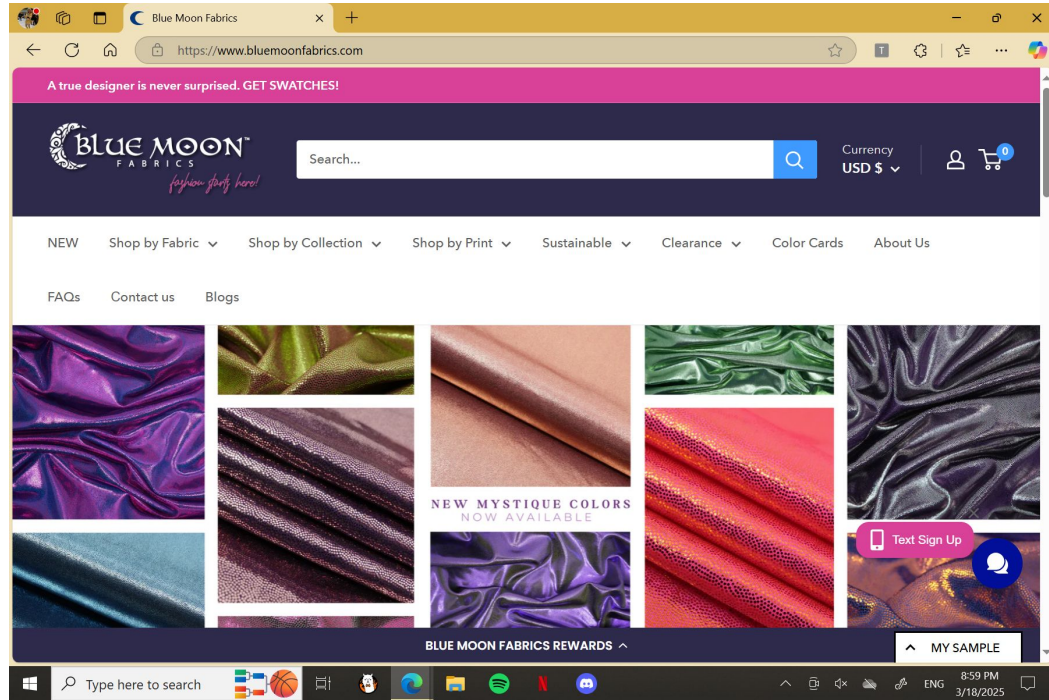 Blue Moon Fabrics
https://www.bluemoonfabrics.com
T
A true designer is never surprised. GET SWATCHES!
BLUE MOON™
FABRICS
fashion starts here!
Search...
Currency
USD $
0
NEW Shop by Fabric Shop by Collection Shop by Print Sustainable Clearance Color Cards About Us
FAQs Contact us Blogs
NEW MYSTIQUE COLORS
NOW AVAILABLE
Text Sign Up
BLUE MOON FABRICS REWARDS
MY SAMPLE
Type here to search
N
ENG
8:59 PM
3/18/2025